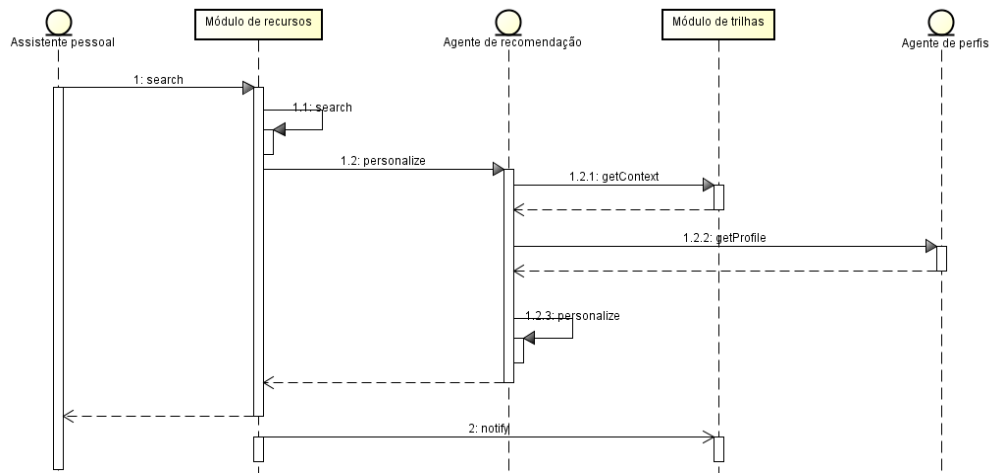 Assistente pessoal
Módulo de recursos
Agente de recomendação
Módulo de trilhas
Agente de perfis
1: search
1.1: search
1.2: personalize
1.2.1: getContext
1.2.2: getProfile
1.2.3: personalize
2: notify